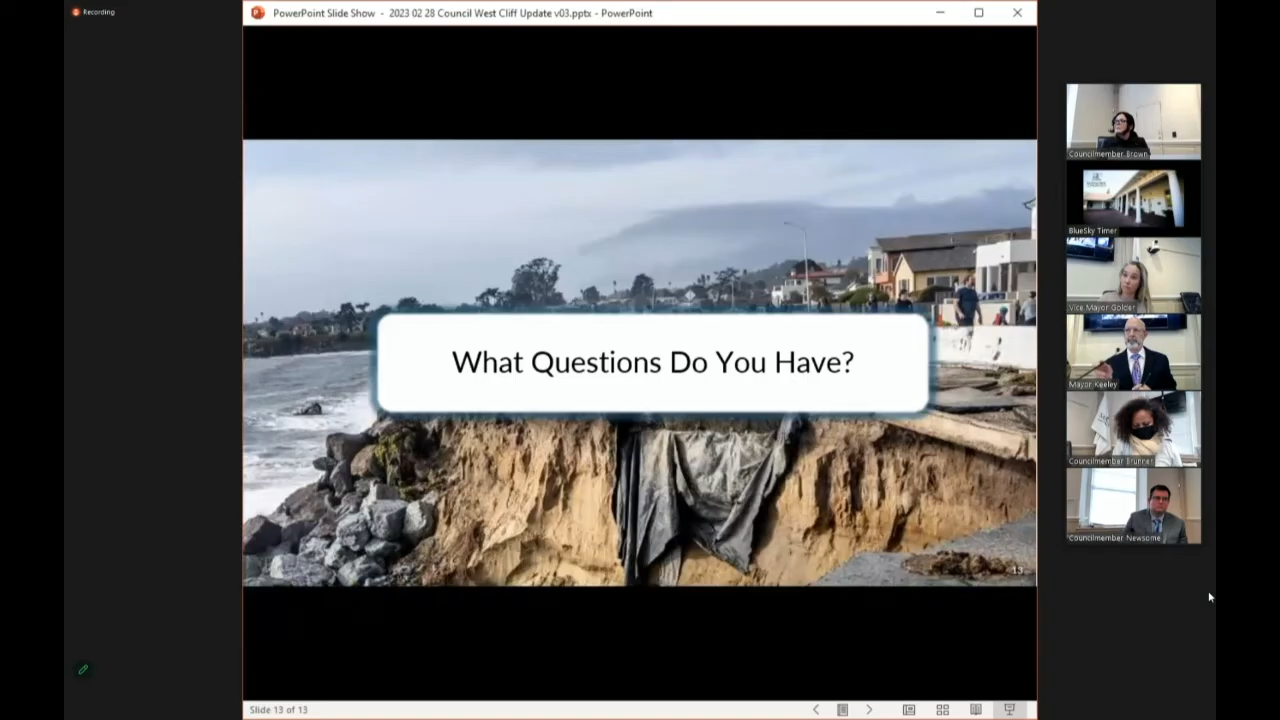 Recording
PowerPoint Slide Show - 2023 02 28 Council West Cliff Update v03.pptx - PowerPoint
What Questions Do You Have?
13
Slide 13 of 13
Councilmember Brown
BlueSky Timer
Vice Mayor Golder
Mayor Keeley
Councilmember Brunner
Councilmember Newsome